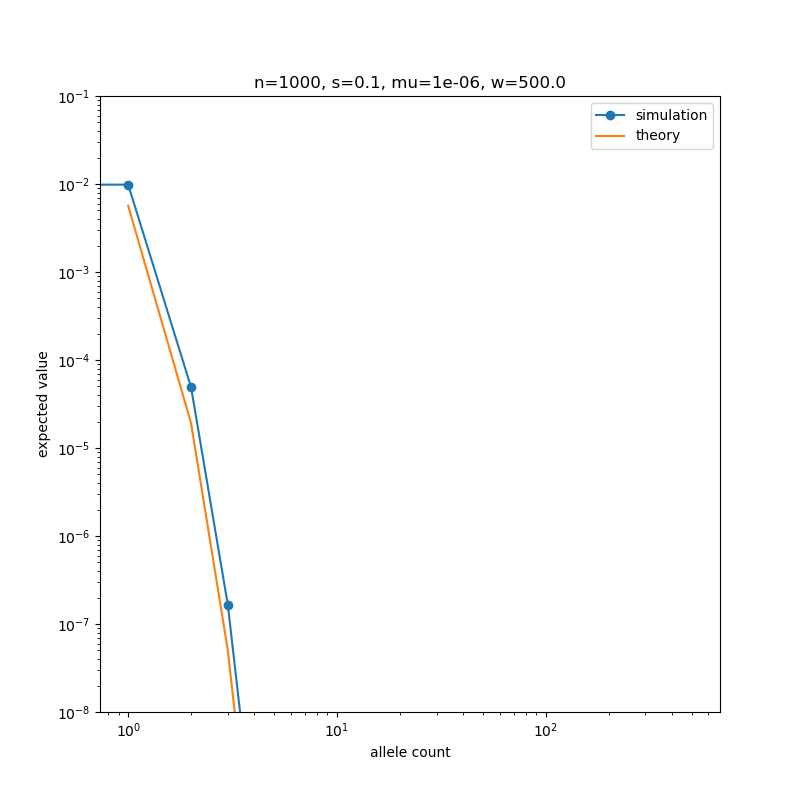 n=1000, s=0.1, mu=1e-06, w=500.0
simulation
theory
10⁻¹
10⁻²
10⁻³
10⁻⁴
10⁻⁵
10⁻⁶
10⁻⁷
10⁻⁸
expected value
10⁰ 10¹ 10²
allele count